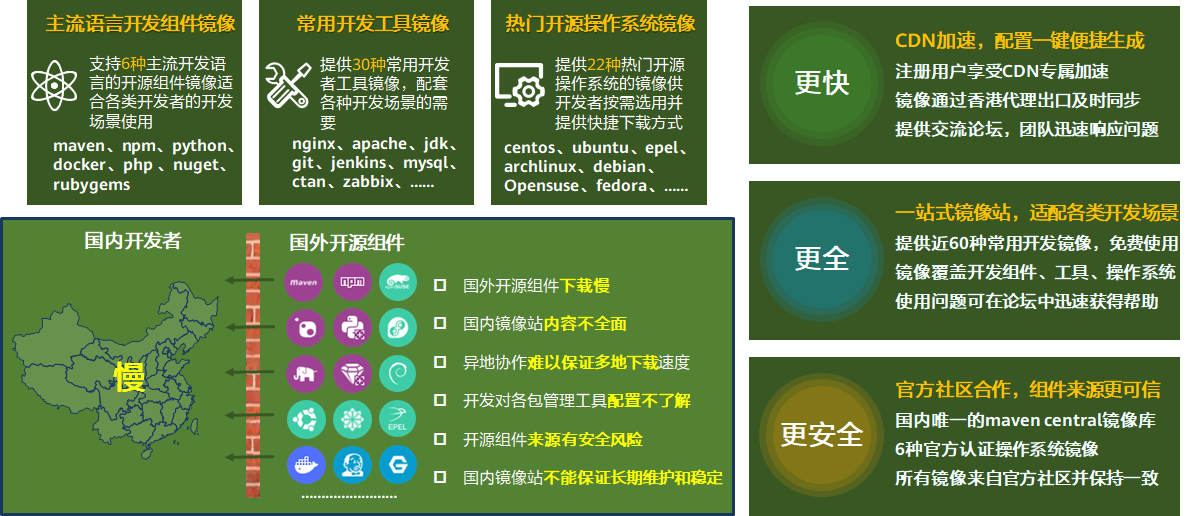 主流语言开发组件镜像
支持6种主流开发语
言的开源组件镜像适
合各类开发者的开发
场景使用
maven、npm、python、
docker、php 、nuget、
rubygems
常用开发工具镜像
提供30种常用开发
者工具镜像，配套
各种开发场景的需
要
nginx、apache、jdk、
git、jenkins、mysql、
ctan、zabbix、……
热门开源操作系统镜像
提供22种热门开源
操作系统的镜像供
开发者按需选用并
提供快捷下载方式
centos、ubuntu、epel、
archlinux、debian、
Opensuse、fedora、……
国内开发者
慢
国外开源组件
maven
npm
SUSE
EPEL
……………………
国外开源组件下载慢
国内镜像站内容不全面
异地协作难以保证多地下载速度
开发对各包管理工具配置不了解
开源组件来源有安全风险
国内镜像站不能保证长期维护和稳定
更快
CDN加速，配置一键便捷生成
注册用户享受CDN专属加速
镜像通过香港代理出口及时同步
提供交流论坛，团队迅速响应问题
更全
一站式镜像站，适配各类开发场景
提供近60种常用开发镜像，免费使用
镜像覆盖开发组件、工具、操作系统
使用问题可在论坛中迅速获得帮助
更安全
官方社区合作，组件来源更可信
国内唯一的maven central镜像库
6种官方认证操作系统镜像
所有镜像来自官方社区并保持一致